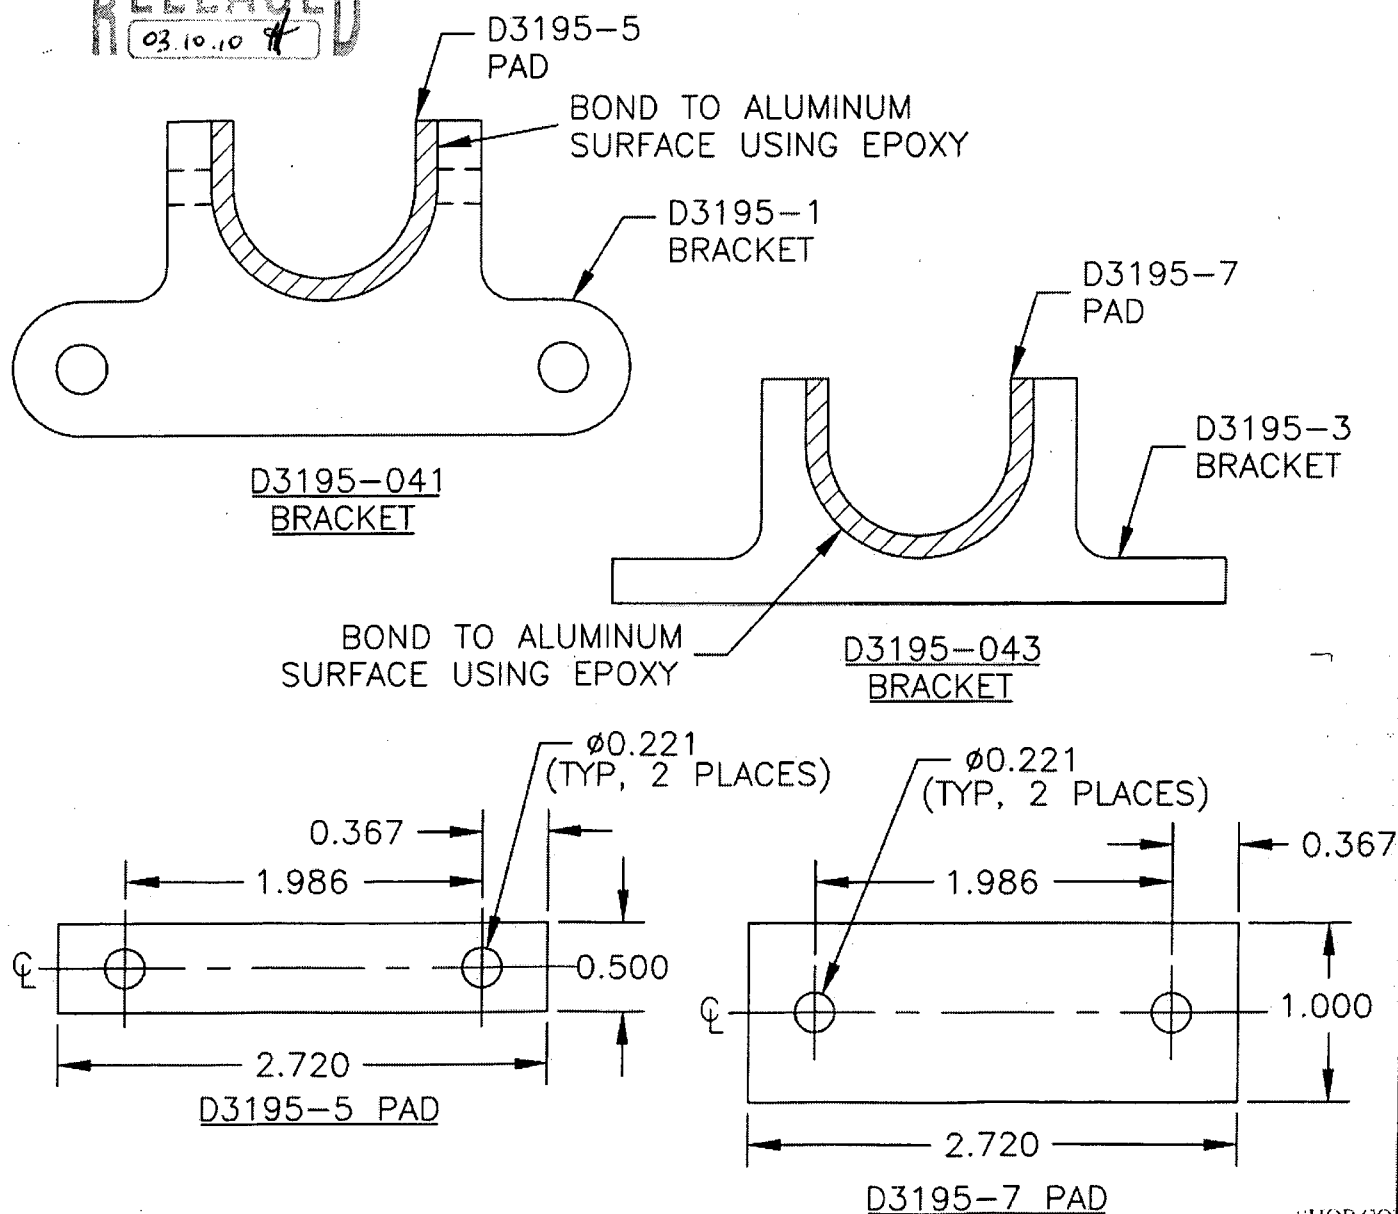 RELEASED
03.10.10
D3195-5
PAD
BOND TO ALUMINUM
SURFACE USING EPOXY
D3195-1
BRACKET
D3195-7
PAD
D3195-3
BRACKET
D3195-041
BRACKET
BOND TO ALUMINUM
SURFACE USING EPOXY
D3195-043
BRACKET
ø0.221
(TYP, 2 PLACES)
0.367
1.986
℄
0.500
2.720
D3195-5 PAD
ø0.221
(TYP, 2 PLACES)
0.367
1.986
℄
1.000
2.720
D3195-7 PAD